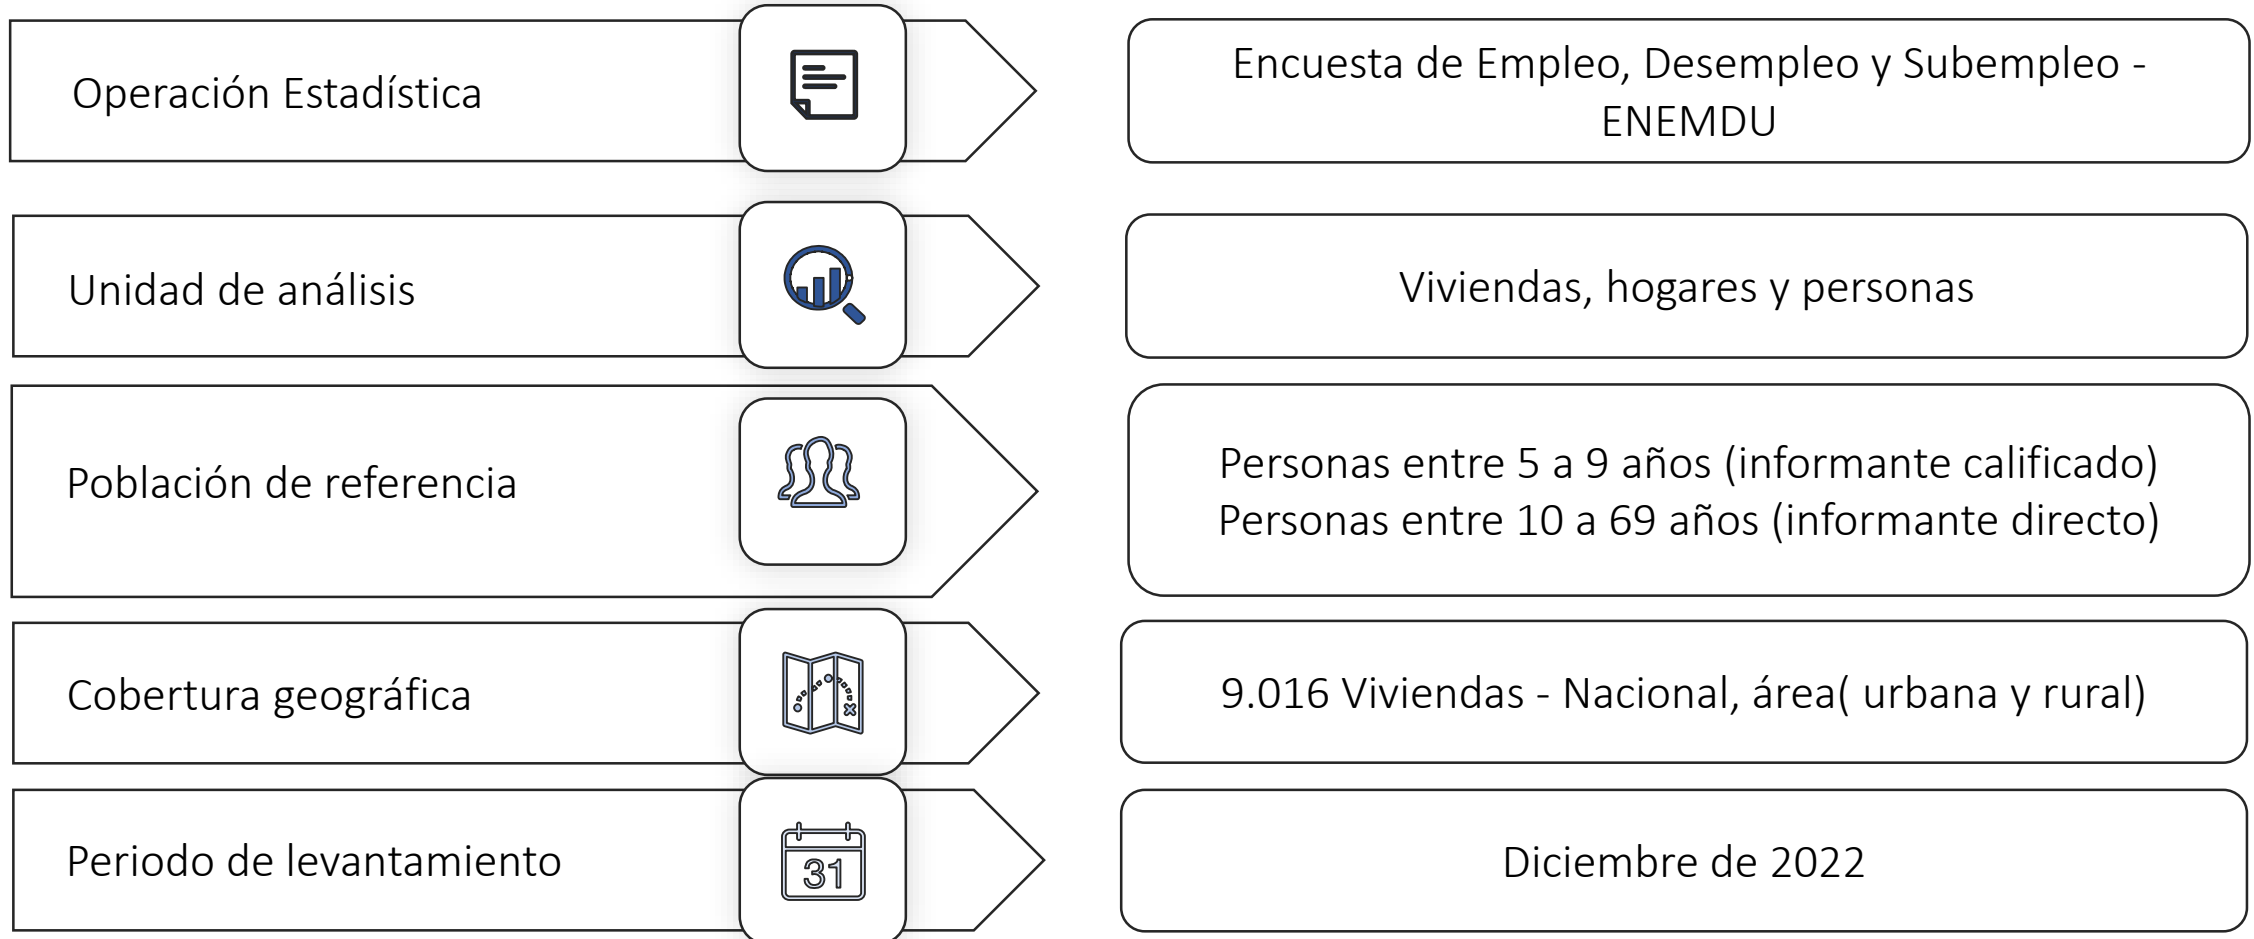 Operación Estadística
Encuesta de Empleo, Desempleo y Subempleo -
ENEMDU
Unidad de análisis
Viviendas, hogares y personas
Población de referencia
Personas entre 5 a 9 años (informante calificado)
Personas entre 10 a 69 años (informante directo)
Cobertura geográfica
9.016 Viviendas - Nacional, área( urbana y rural)
Periodo de levantamiento
31
Diciembre de 2022